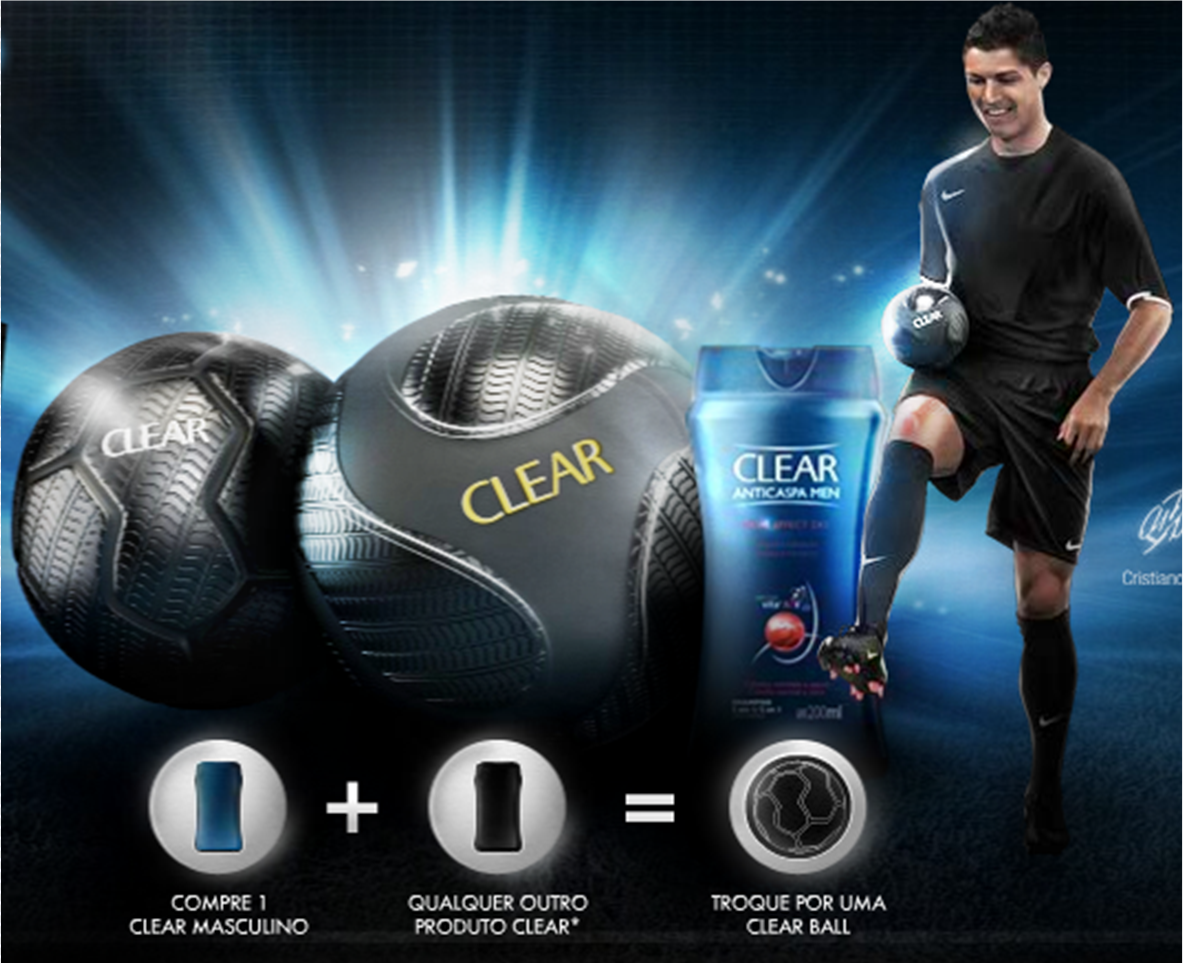 CLEAR
CLEAR
CLEAR
CLEAR
ANTICASPA MEN
200ml
Cristiano
COMPRE 1
CLEAR MASCULINO
QUALQUER OUTRO
PRODUTO CLEAR*
TROQUE POR UMA
CLEAR BALL